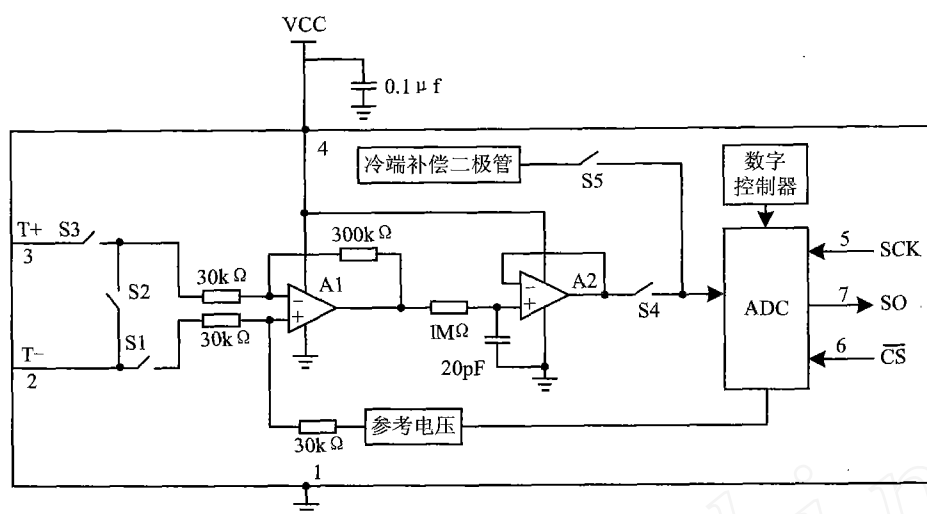 VCC
0.1μf
4
冷端补偿二极管
S5
数字
控制器
T+
S3
3
300kΩ
5
SCK
30kΩ
A1
A2
S2
7
SO
ADC
S4
S1
30kΩ
1MΩ
T−
2
20pF
6
CS
30kΩ
参考电压
1